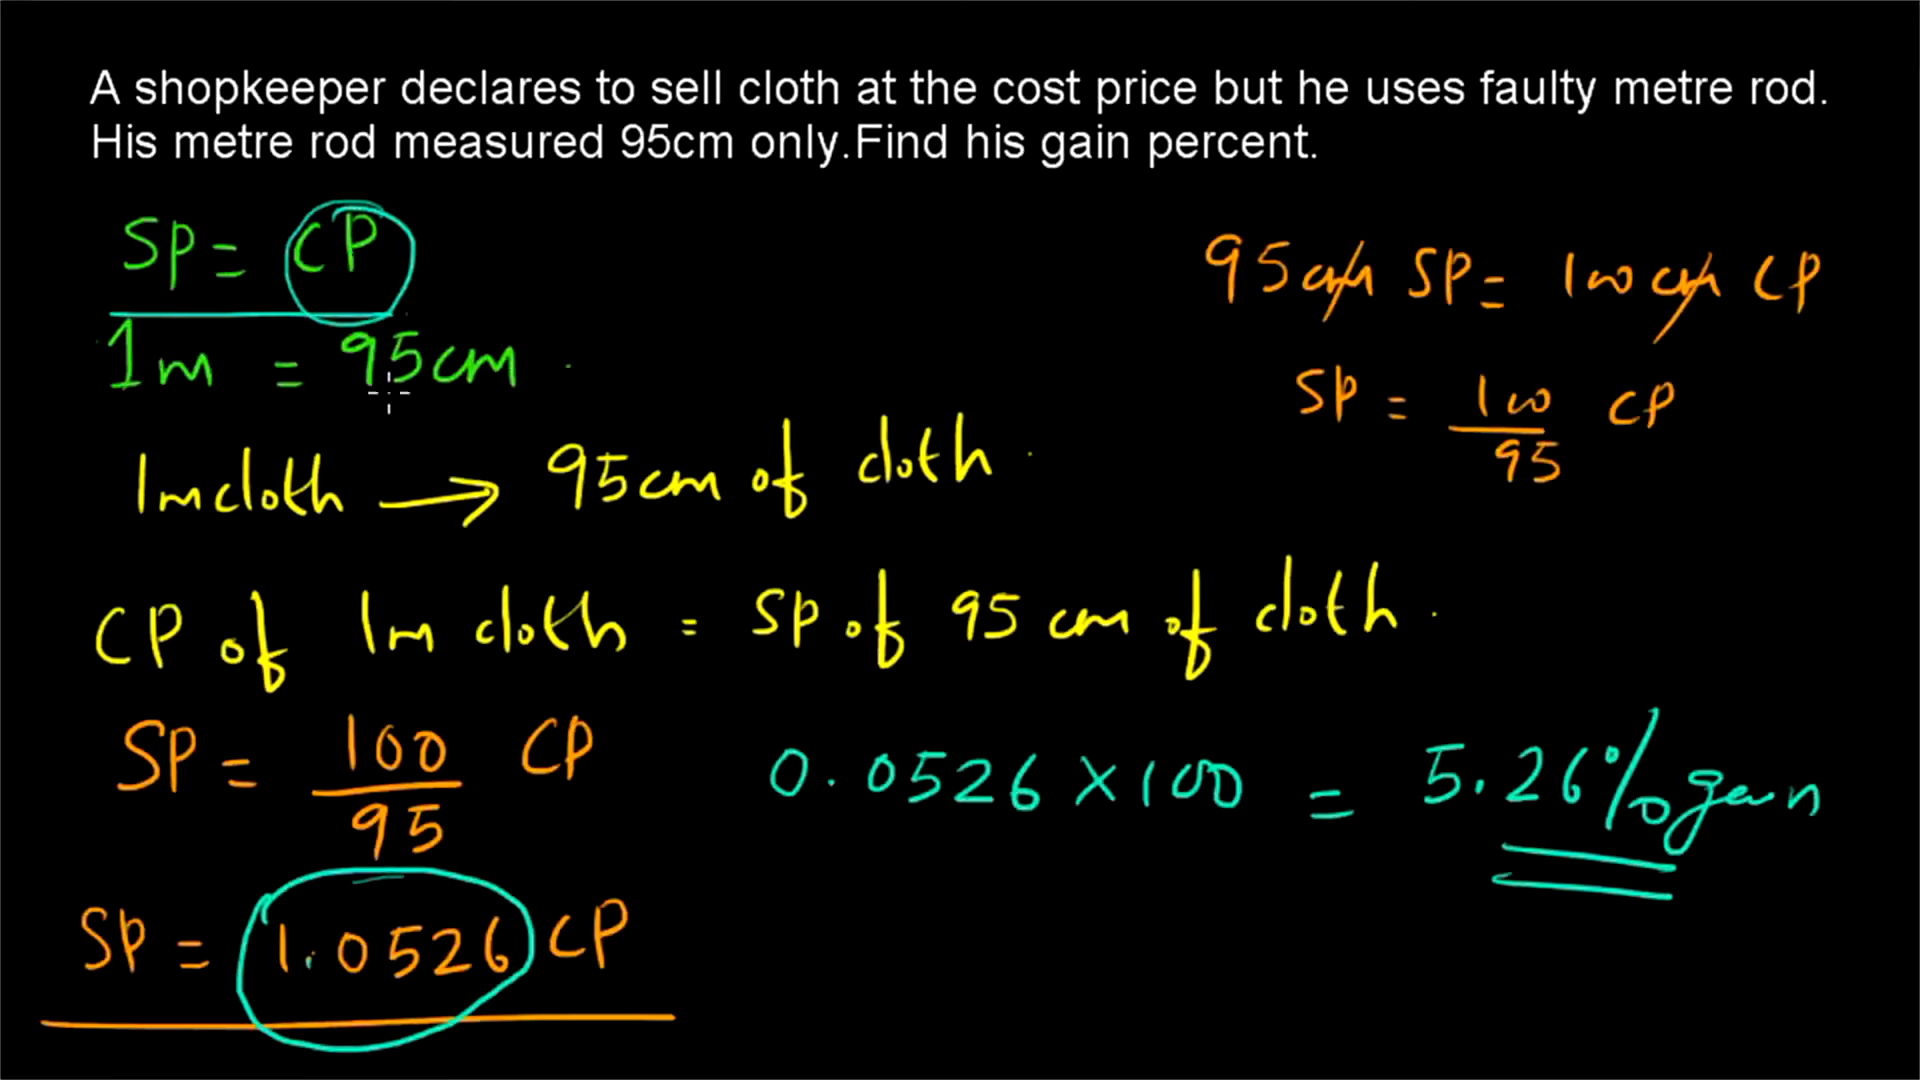 A shopkeeper declares to sell cloth at the cost price but he uses faulty metre rod.
His metre rod measured 95cm only.Find his gain percent.
SP = CP
1m = 95cm
1m cloth → 95cm of cloth
CP of 1m cloth = SP of 95 cm of cloth.
SP = 100/95 CP
SP = 1.0526 CP
95cm SP = 100 cm CP
SP = 100/95 CP
0.0526 × 100 = 5.26% gain